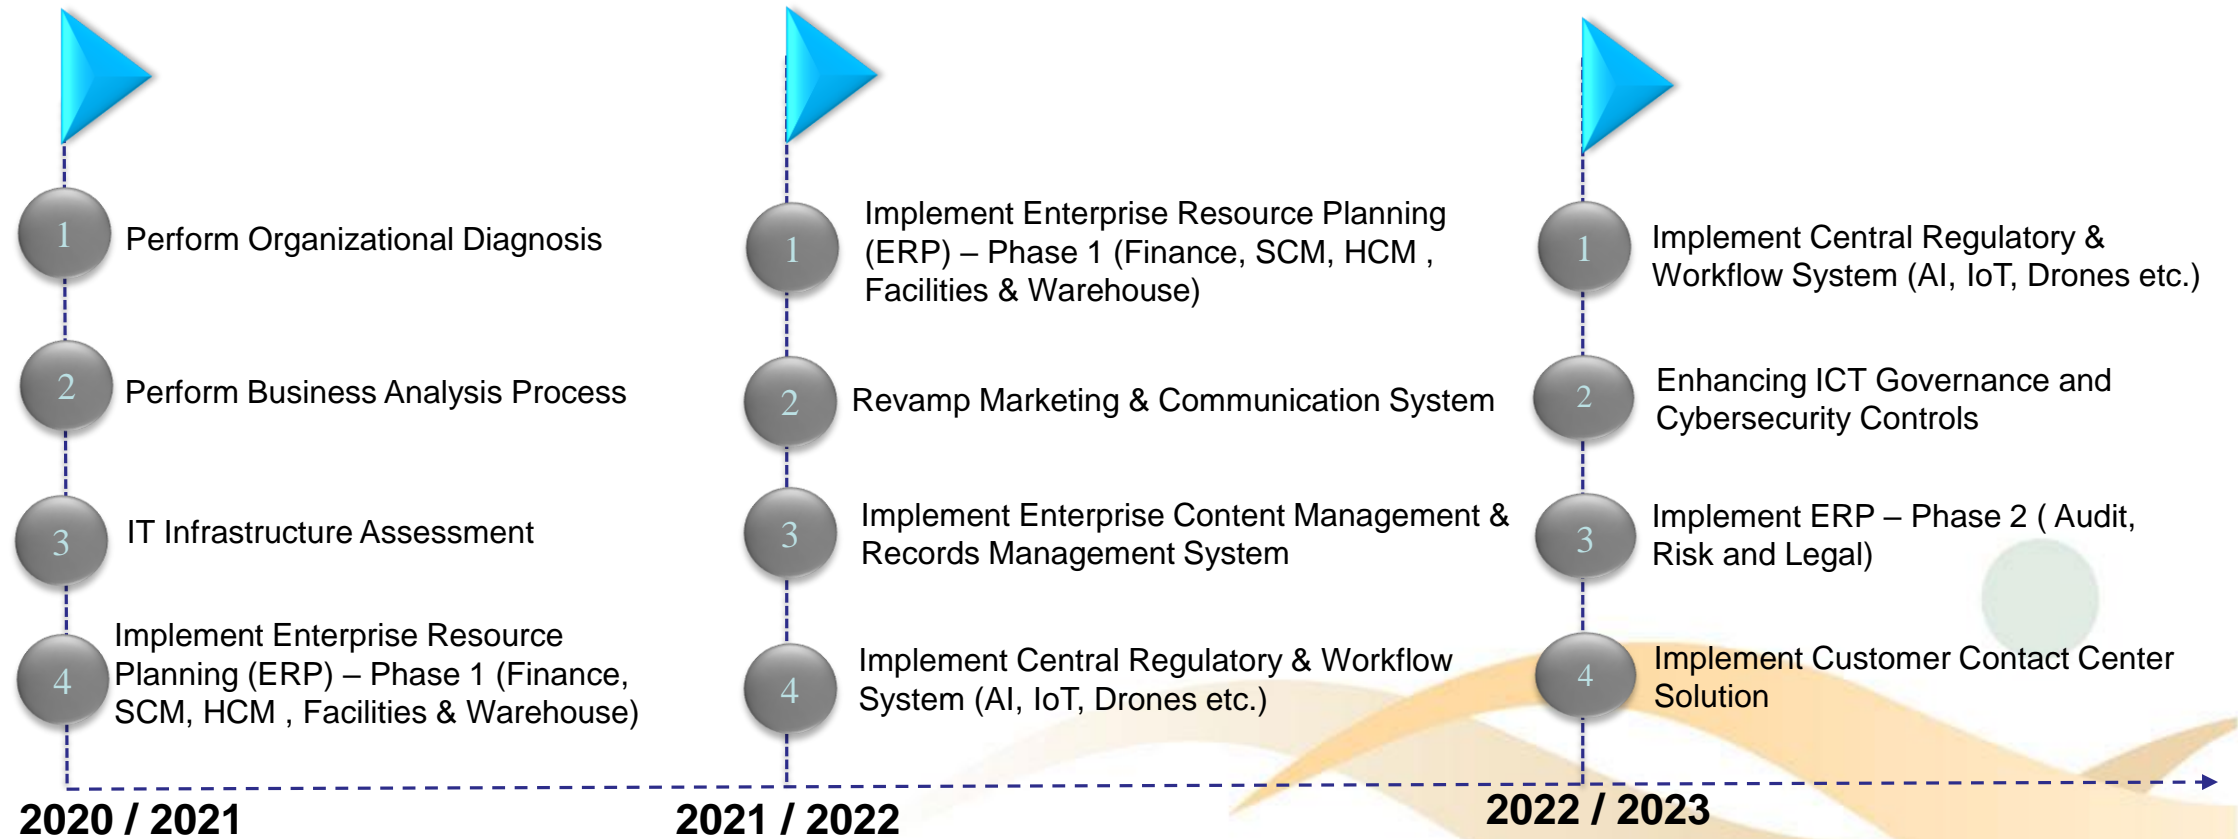 1
Perform Organizational Diagnosis
2
Perform Business Analysis Process
3
IT Infrastructure Assessment
4
Implement Enterprise Resource
Planning (ERP) – Phase 1 (Finance,
SCM, HCM , Facilities & Warehouse)
2020 / 2021
1
Implement Enterprise Resource Planning
(ERP) – Phase 1 (Finance, SCM, HCM ,
Facilities & Warehouse)
2
Revamp Marketing & Communication System
3
Implement Enterprise Content Management &
Records Management System
4
Implement Central Regulatory & Workflow
System (AI, IoT, Drones etc.)
2021 / 2022
1
Implement Central Regulatory &
Workflow System (AI, IoT, Drones etc.)
2
Enhancing ICT Governance and
Cybersecurity Controls
3
Implement ERP – Phase 2 ( Audit,
Risk and Legal)
4
Implement Customer Contact Center
Solution
2022 / 2023